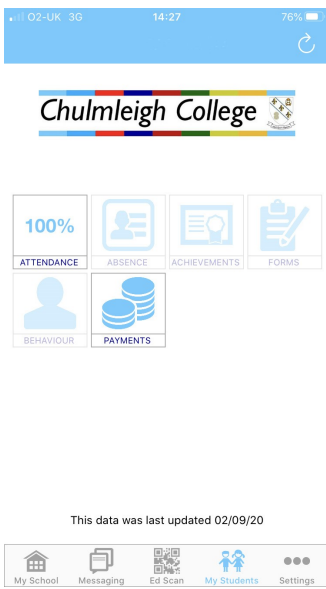 O2-UK 3G 14:27 76%
Chulmleigh College
100%
ATTENDANCE ABSENCE ACHIEVEMENTS FORMS
BEHAVIOUR PAYMENTS
This data was last updated 02/09/20
My School Messaging Ed Scan My Students Settings